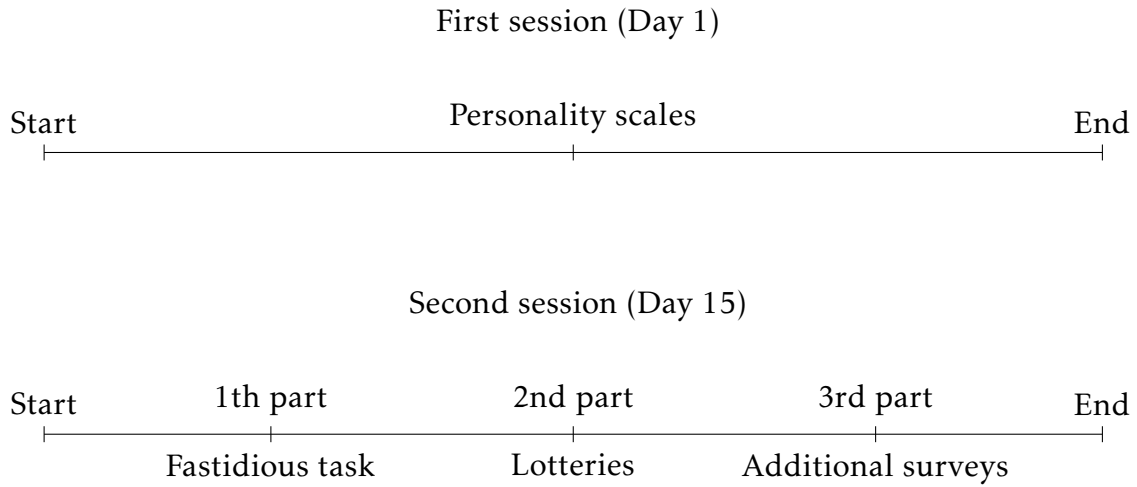 First session (Day 1)
Personality scales
Start
End
Second session (Day 15)
1th part
2nd part
3rd part
Start
End
Fastidious task
Lotteries
Additional surveys